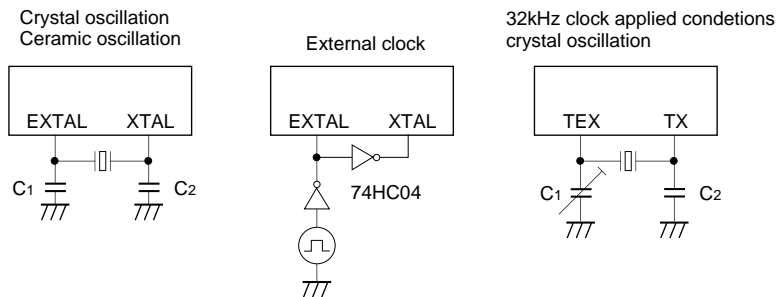 Crystal oscillation
Ceramic oscillation
EXTAL XTAL
C1 C2
External clock
EXTAL XTAL
74HC04
32kHz clock applied condetions
crystal oscillation
TEX TX
C1 C2